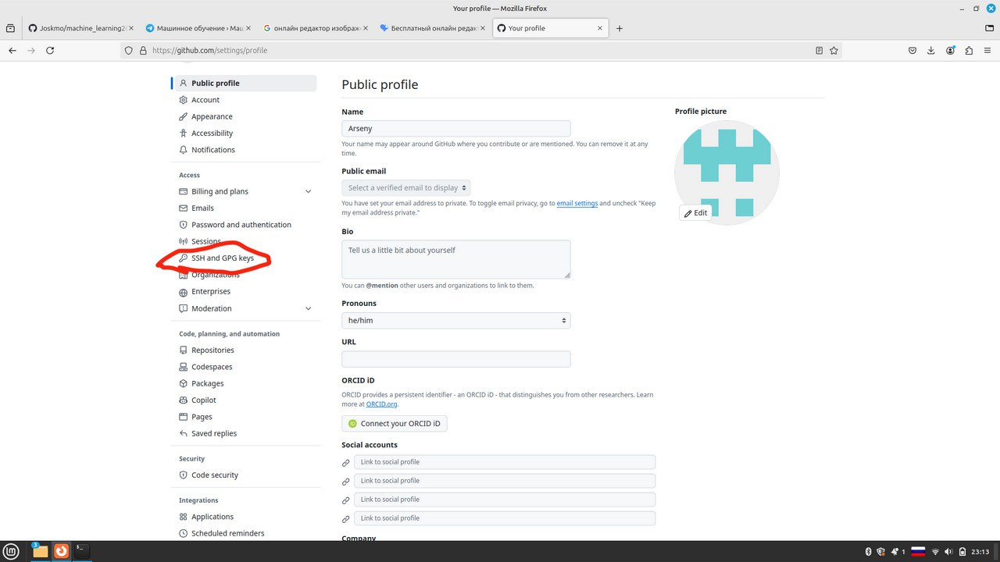 Your profile — Mozilla Firefox
Joskmo/machine_learning2
Машинное обучение › Маш
онлайн редактор изображ
Бесплатный онлайн редак
Your profile
https://github.com/settings/profile
Public profile
Account
Appearance
Accessibility
Notifications
Access
Billing and plans
Emails
Password and authentication
Sessions
SSH and GPG keys
Organizations
Enterprises
Moderation
Code, planning, and automation
Repositories
Codespaces
Packages
Copilot
Pages
Saved replies
Security
Code security
Integrations
Applications
Scheduled reminders
Public profile
Name
Arseny
Your name may appear around GitHub where you contribute or are mentioned. You can remove it at any
time.
Public email
Select a verified email to display
You have set your email address to private. To toggle email privacy, go to email settings and uncheck "Keep
my email address private."
Bio
Tell us a little bit about yourself
You can @mention other users and organizations to link to them.
Pronouns
he/him
URL
ORCID iD
ORCID provides a persistent identifier - an ORCID iD - that distinguishes you from other researchers. Learn
more at ORCID.org.
iD Connect your ORCID iD
Social accounts
Link to social profile
Link to social profile
Link to social profile
Link to social profile
Company
Profile picture
Edit
3
1
23:13